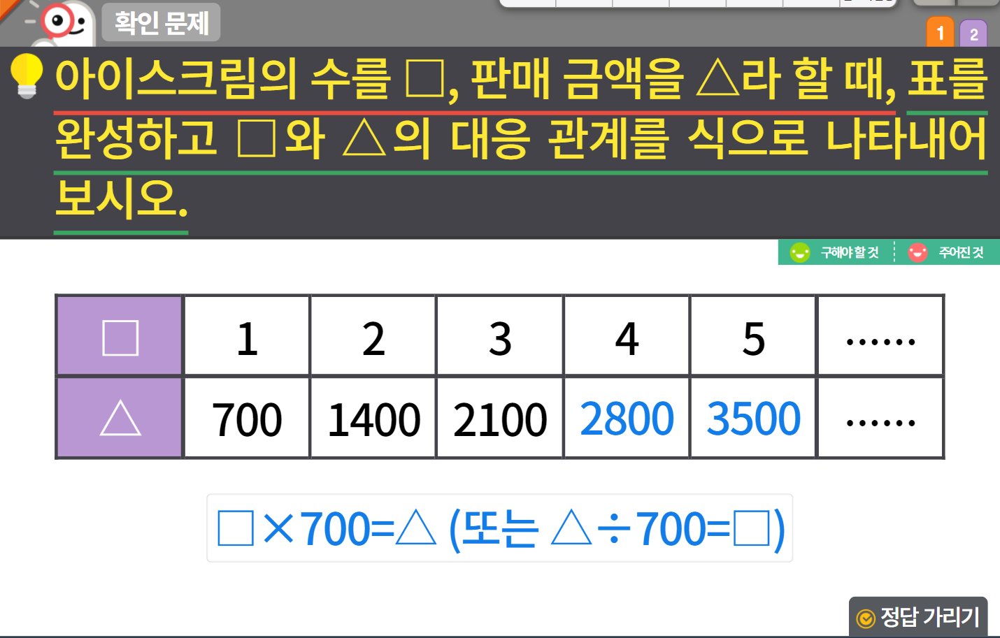 확인 문제
1 2
아이스크림의 수를 □, 판매 금액을 △라 할 때, 표를
완성하고 □와 △의 대응 관계를 식으로 나타내어
보시오.
구해야 할 것 주어진 것
□ 1 2 3 4 5 ……
△ 700 1400 2100 2800 3500 ……
□×700=△ (또는 △÷700=□)
정답 가리기